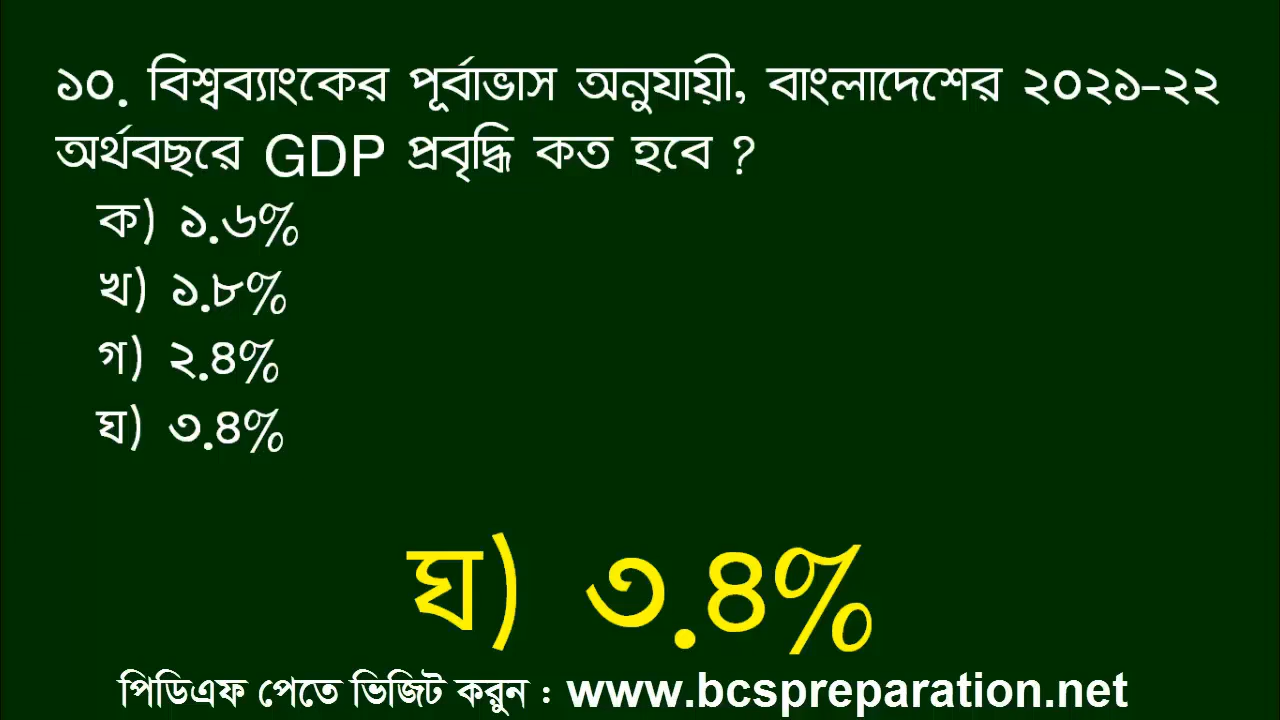 ১০. বিশ্বব্যাংকের পূর্বাভাস অনুযায়ী, বাংলাদেশের ২০২১-২২
অর্থবছরে GDP প্রবৃদ্ধি কত হবে ?
ক) ১.৬%
খ) ১.৮%
গ) ২.৪%
ঘ) ৩.৪%
ঘ) ৩.৪%
পিডিএফ পেতে ভিজিট করুন : www.bcspreparation.net